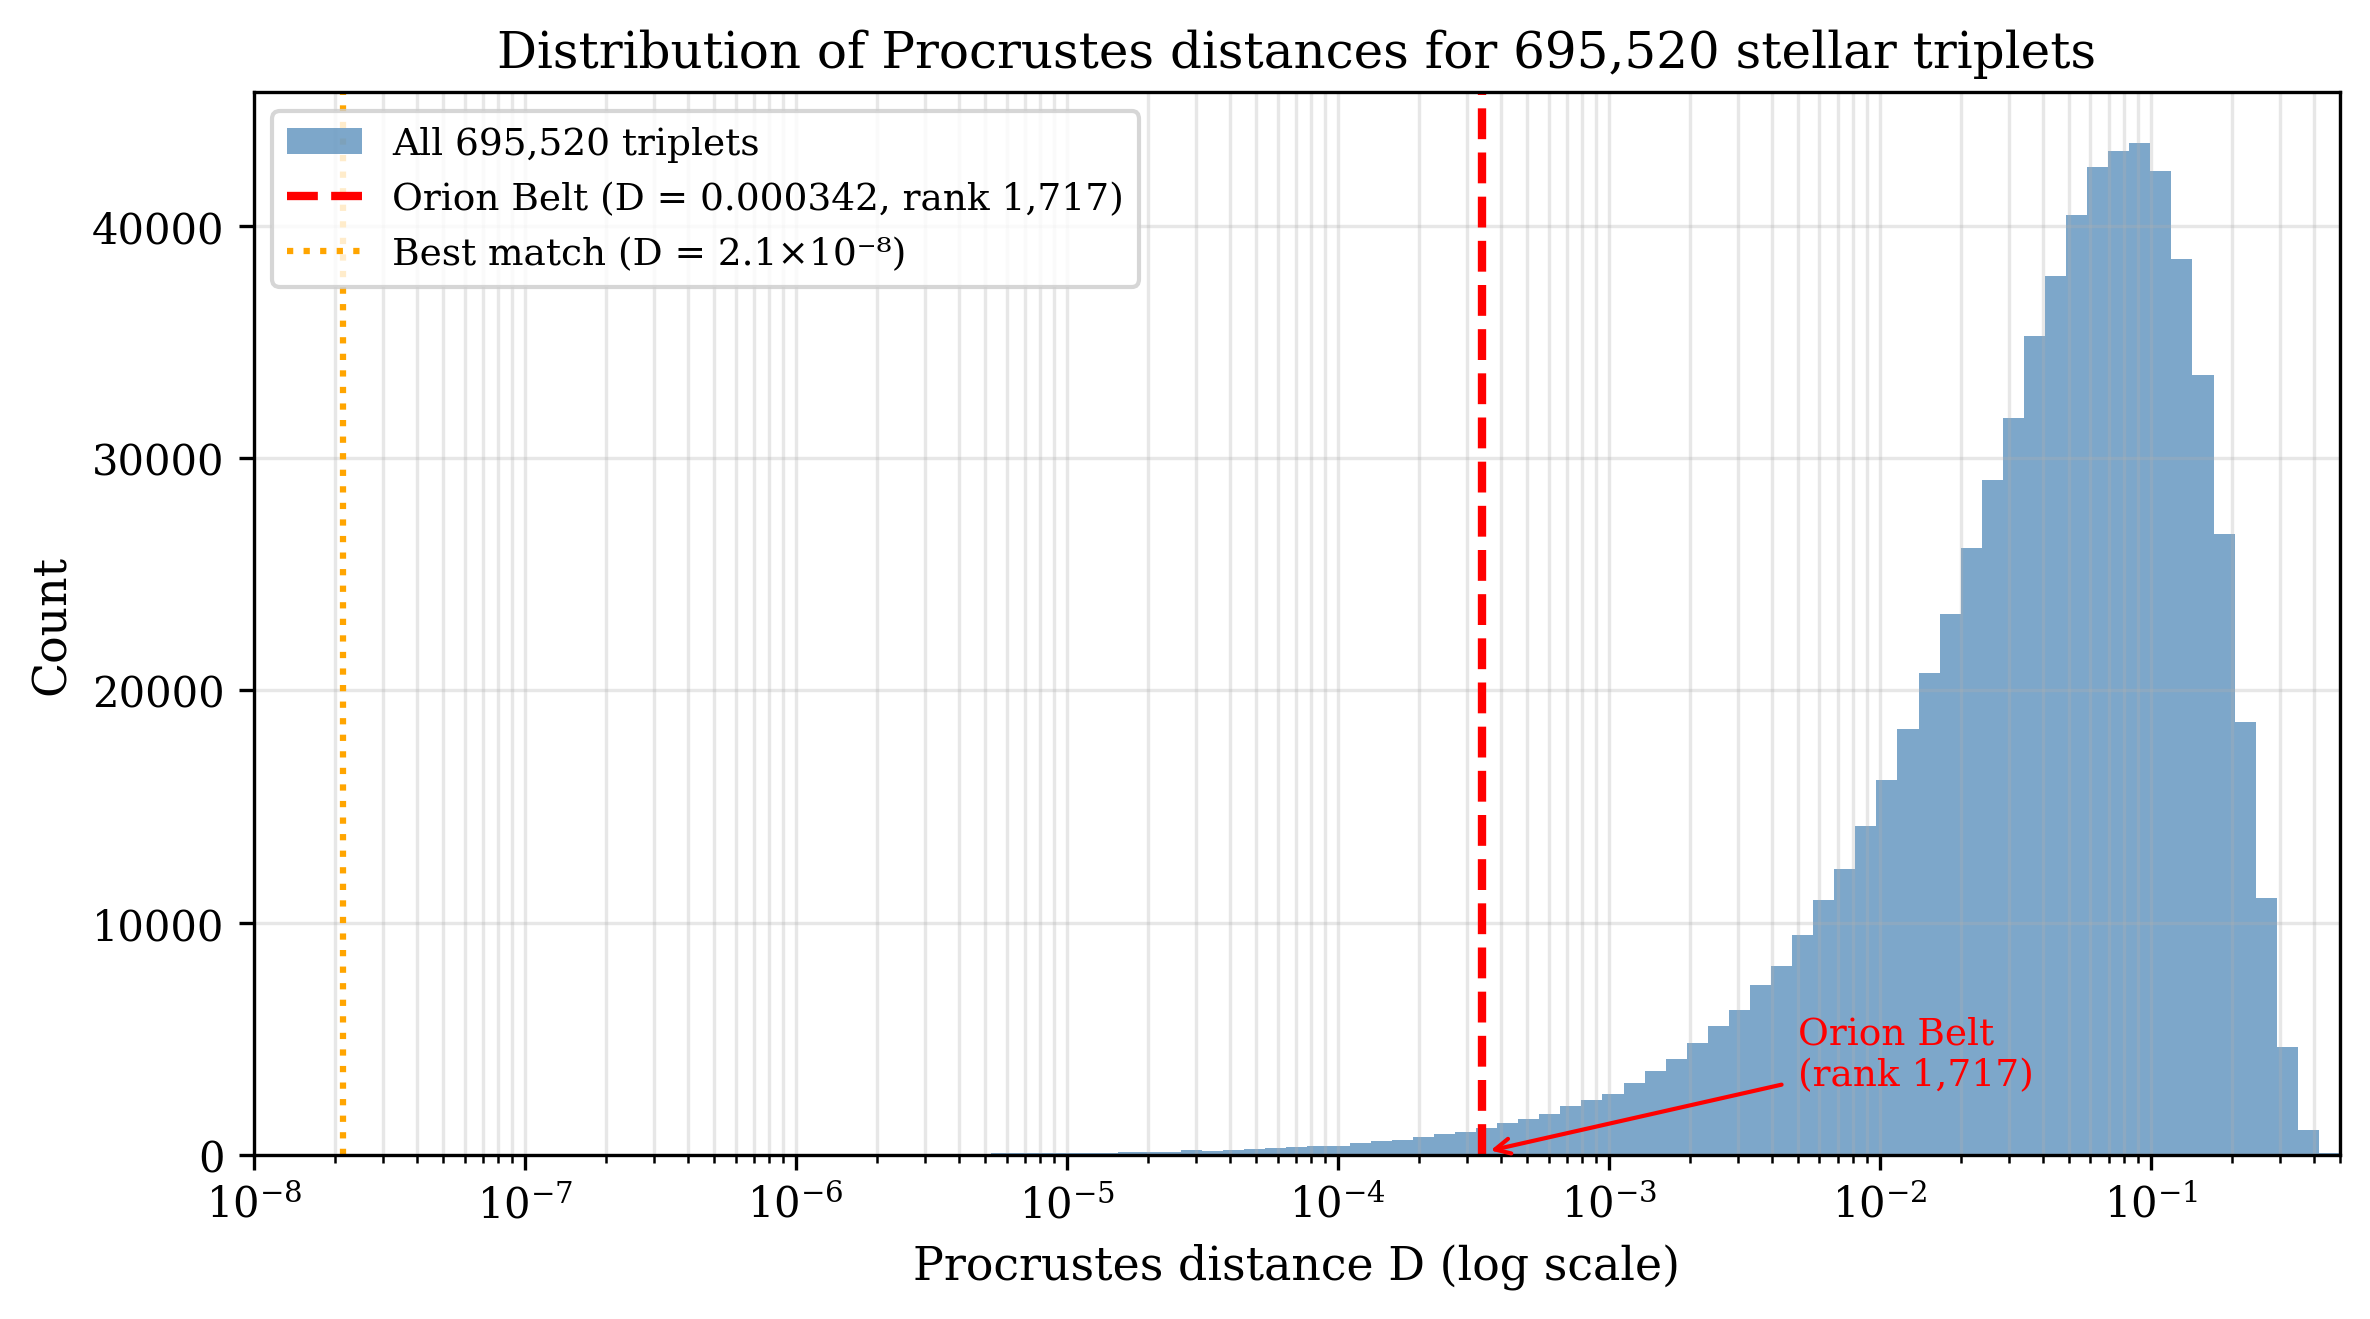 Distribution of Procrustes distances for 695,520 stellar triplets
All 695,520 triplets
Orion Belt (D = 0.000342, rank 1,717)
Best match (D = 2.1×10⁻⁸)
Count
40000
30000
20000
10000
0
Orion Belt
(rank 1,717)
10⁻⁸ 10⁻⁷ 10⁻⁶ 10⁻⁵ 10⁻⁴ 10⁻³ 10⁻² 10⁻¹
Procrustes distance D (log scale)